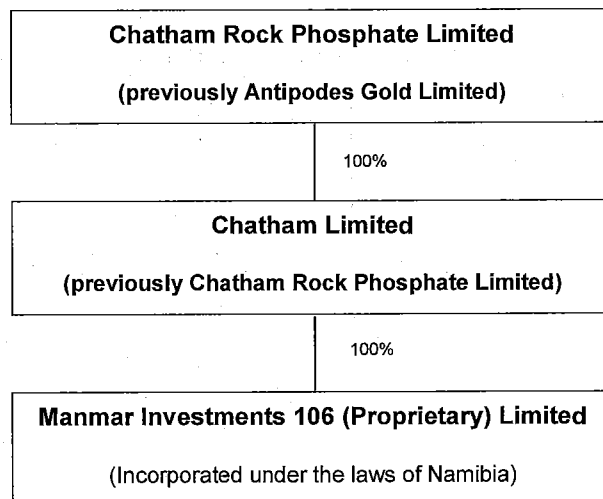 Chatham Rock Phosphate Limited
(previously Antipodes Gold Limited)
100%
Chatham Limited
(previously Chatham Rock Phosphate Limited)
100%
Manmar Investments 106 (Proprietary) Limited
(Incorporated under the laws of Namibia)